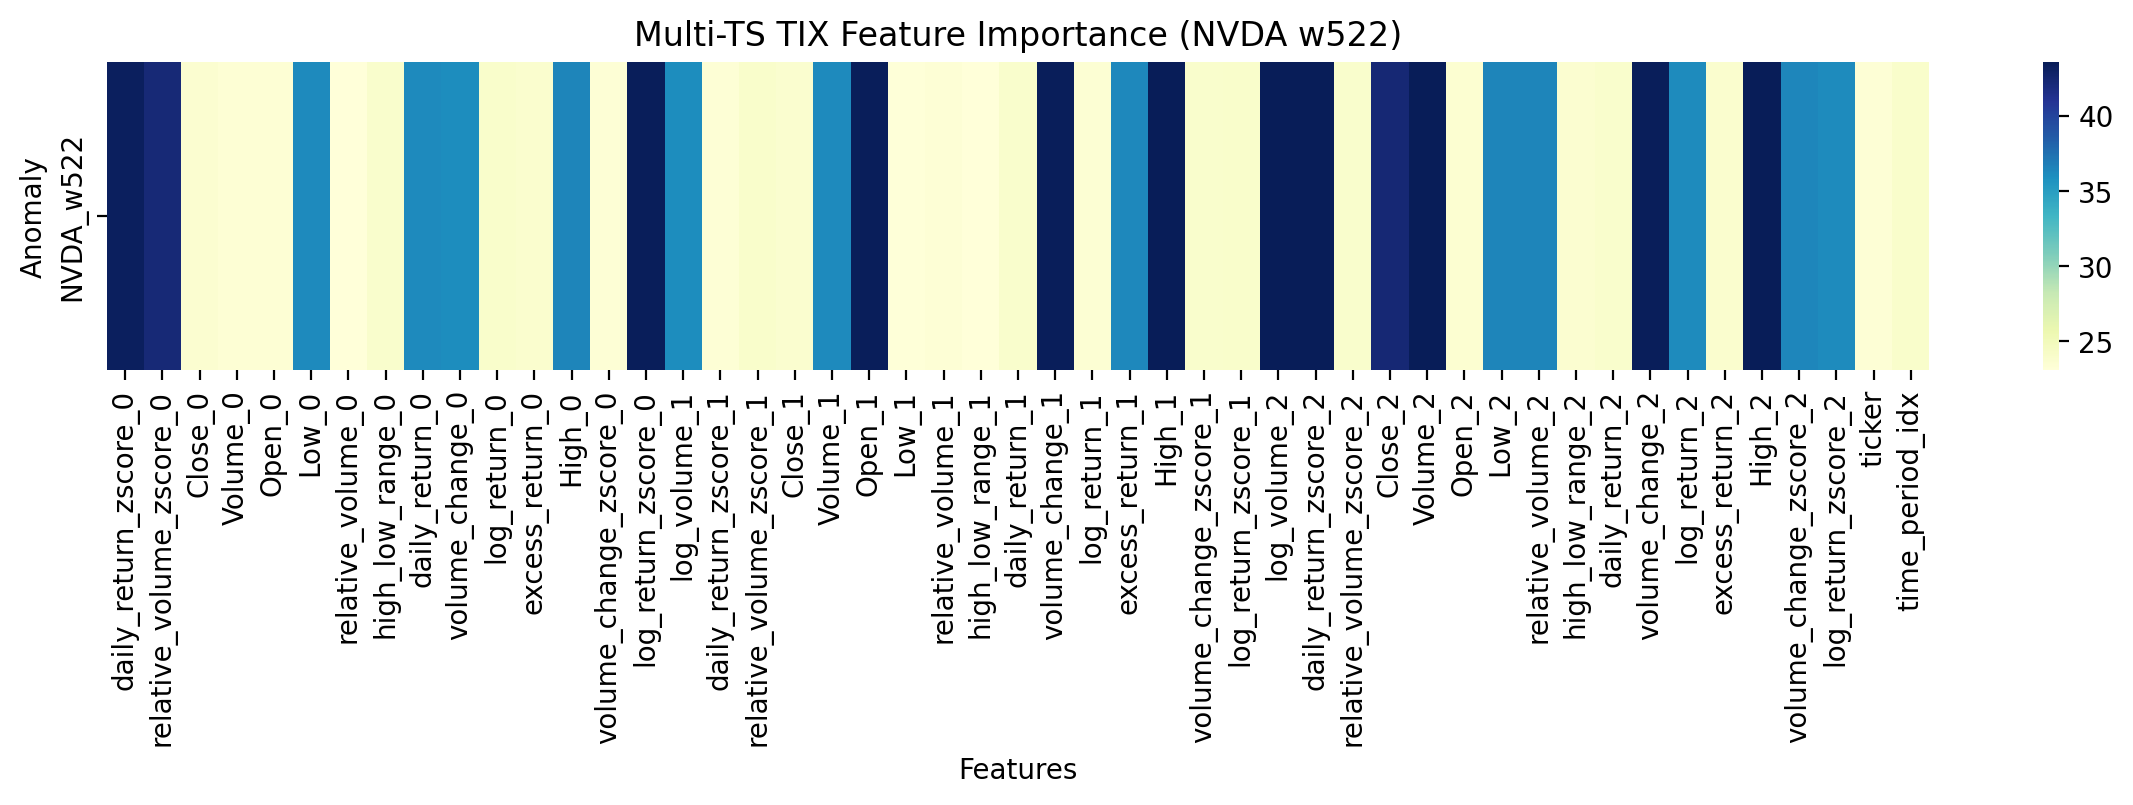 Multi-TS TIX Feature Importance (NVDA w522)
Anomaly
NVDA_w522
40
35
30
25
daily_return_zscore_0
relative_volume_zscore_0
Close_0
Volume_0
Open_0
Low_0
relative_volume_0
high_low_range_0
daily_return_0
volume_change_0
log_return_0
excess_return_0
High_0
volume_change_zscore_0
log_return_zscore_0
log_volume_1
daily_return_zscore_1
relative_volume_zscore_1
Close_1
Volume_1
Open_1
Low_1
relative_volume_1
high_low_range_1
daily_return_1
volume_change_1
log_return_1
excess_return_1
High_1
volume_change_zscore_1
log_return_zscore_1
log_volume_2
daily_return_zscore_2
relative_volume_zscore_2
Close_2
Volume_2
Open_2
Low_2
relative_volume_2
high_low_range_2
daily_return_2
volume_change_2
log_return_2
excess_return_2
High_2
volume_change_zscore_2
log_return_zscore_2
ticker
time_period_idx
Features